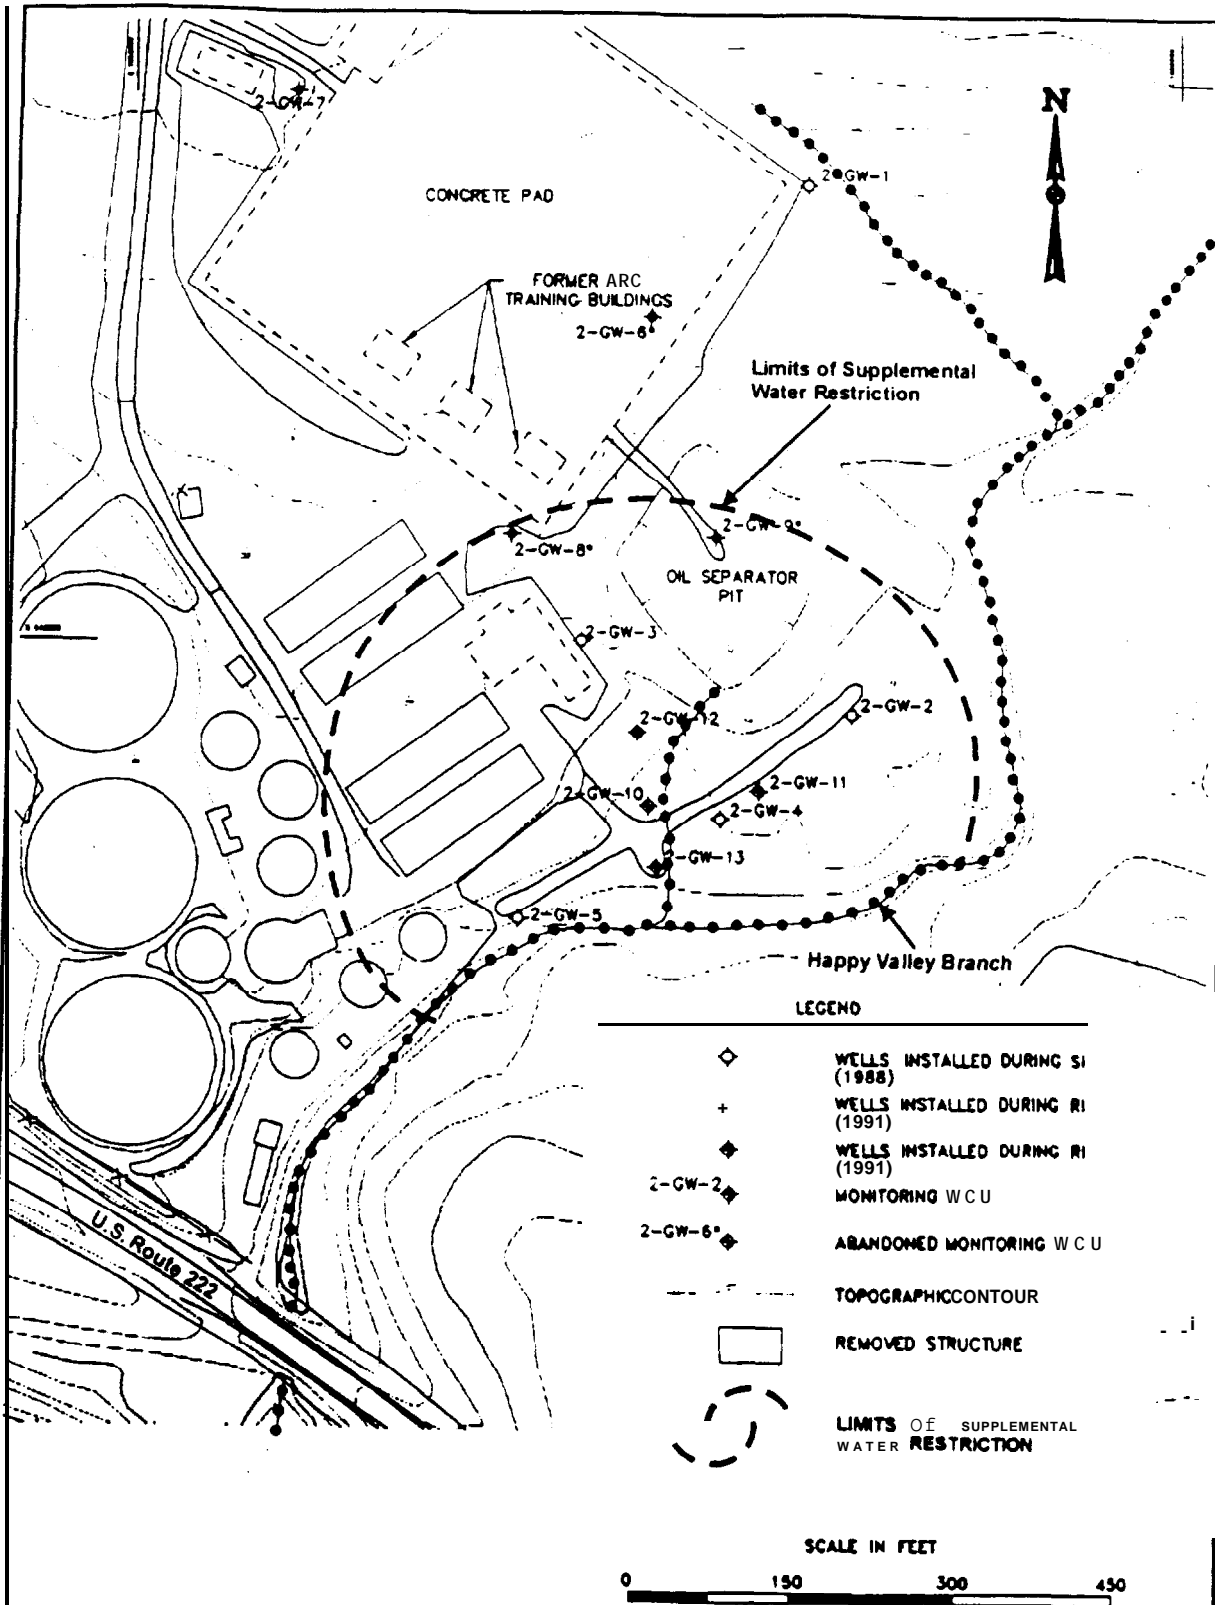 N
2-GW-7
2-GW-1
CONCRETE PAD
FORMER ARC
TRAINING BUILDINGS
2-GW-6*
Limits of Supplemental
Water Restriction
2-GW-9*
2-GW-8*
OIL SEPARATOR
PIT
2-GW-3
2-GW-2
2-GW-12
2-GW-11
2-GW-10
2-GW-4
2-GW-13
2-GW-5
Happy Valley Branch
U.S. Route 222
LEGEND
WELLS INSTALLED DURING SI
(1988)
WELLS INSTALLED DURING RI
(1991)
WELLS INSTALLED DURING RI
(1991)
2-GW-2 MONITORING WCU
2-GW-6* ABANDONED MONITORING WCU
TOPOGRAPHICCONTOUR
REMOVED STRUCTURE
LIMITS Of SUPPLEMENTAL
WATER RESTRICTION
SCALE IN FEET
0 150 300 450